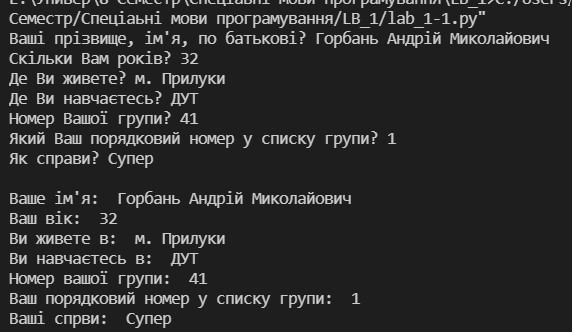 Семестр/Спеціаьні мови програмування/LB_1/lab_1-1.py"
Ваші прізвище, ім'я, по батькові? Горбань Андрій Миколайович
Скільки Вам років? 32
Де Ви живете? м. Прилуки
Де Ви навчаєтесь? ДУТ
Номер Вашої групи? 41
Який Ваш порядковий номер у списку групи? 1
Як справи? Супер
Ваше ім'я:  Горбань Андрій Миколайович
Ваш вік:  32
Ви живете в:  м. Прилуки
Ви навчаєтесь в:  ДУТ
Номер вашої групи:  41
Ваш порядковий номер у списку групи:  1
Ваші спрви:  Супер